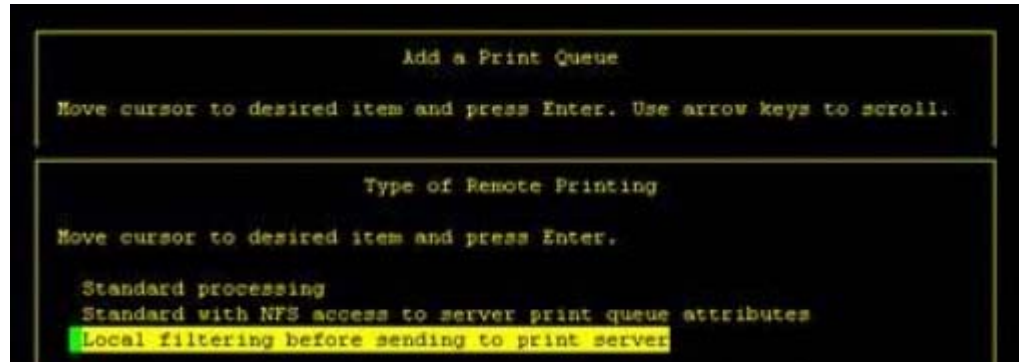 Add a Print Queue
Move cursor to desired item and press Enter. Use arrow keys to scroll.
Type of Remote Printing
Move cursor to desired item and press Enter.
Standard processing
Standard with NFS access to server print queue attributes
Local filtering before sending to print server